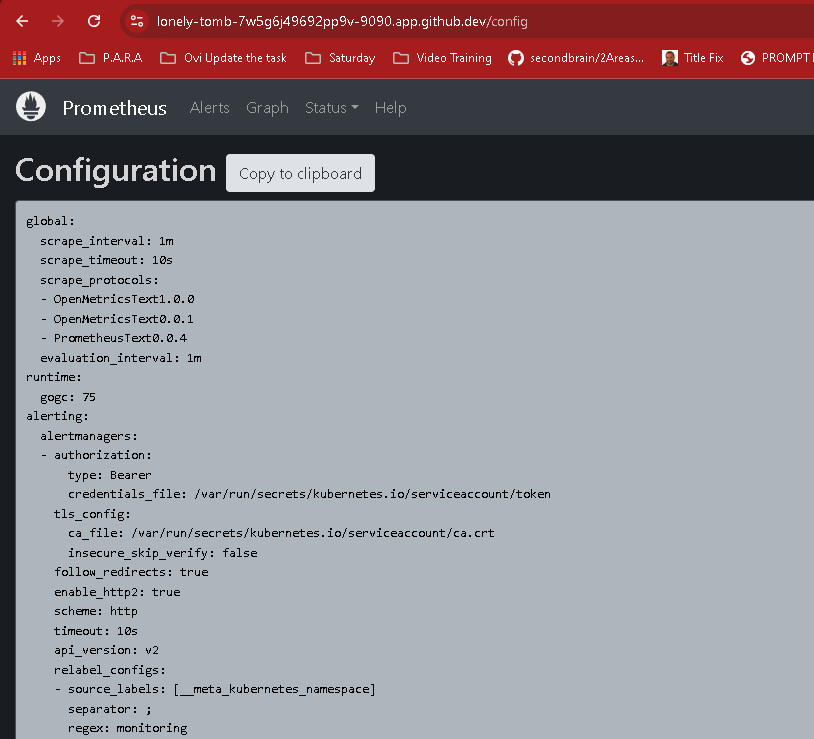 lonely-tomb-7w5g6j49692pp9v-9090.app.github.dev/config
Apps P.A.R.A Ovi Update the task Saturday Video Training secondbrain/2Areas... Title Fix PROMPT
Prometheus Alerts Graph Status Help
Configuration Copy to clipboard
global:
  scrape_interval: 1m
  scrape_timeout: 10s
  scrape_protocols:
  - OpenMetricsText1.0.0
  - OpenMetricsText0.0.1
  - PrometheusText0.0.4
  evaluation_interval: 1m
runtime:
  gogc: 75
alerting:
  alertmanagers:
  - authorization:
      type: Bearer
      credentials_file: /var/run/secrets/kubernetes.io/serviceaccount/token
    tls_config:
      ca_file: /var/run/secrets/kubernetes.io/serviceaccount/ca.crt
      insecure_skip_verify: false
    follow_redirects: true
    enable_http2: true
    scheme: http
    timeout: 10s
    api_version: v2
    relabel_configs:
    - source_labels: [__meta_kubernetes_namespace]
      separator: ;
      regex: monitoring